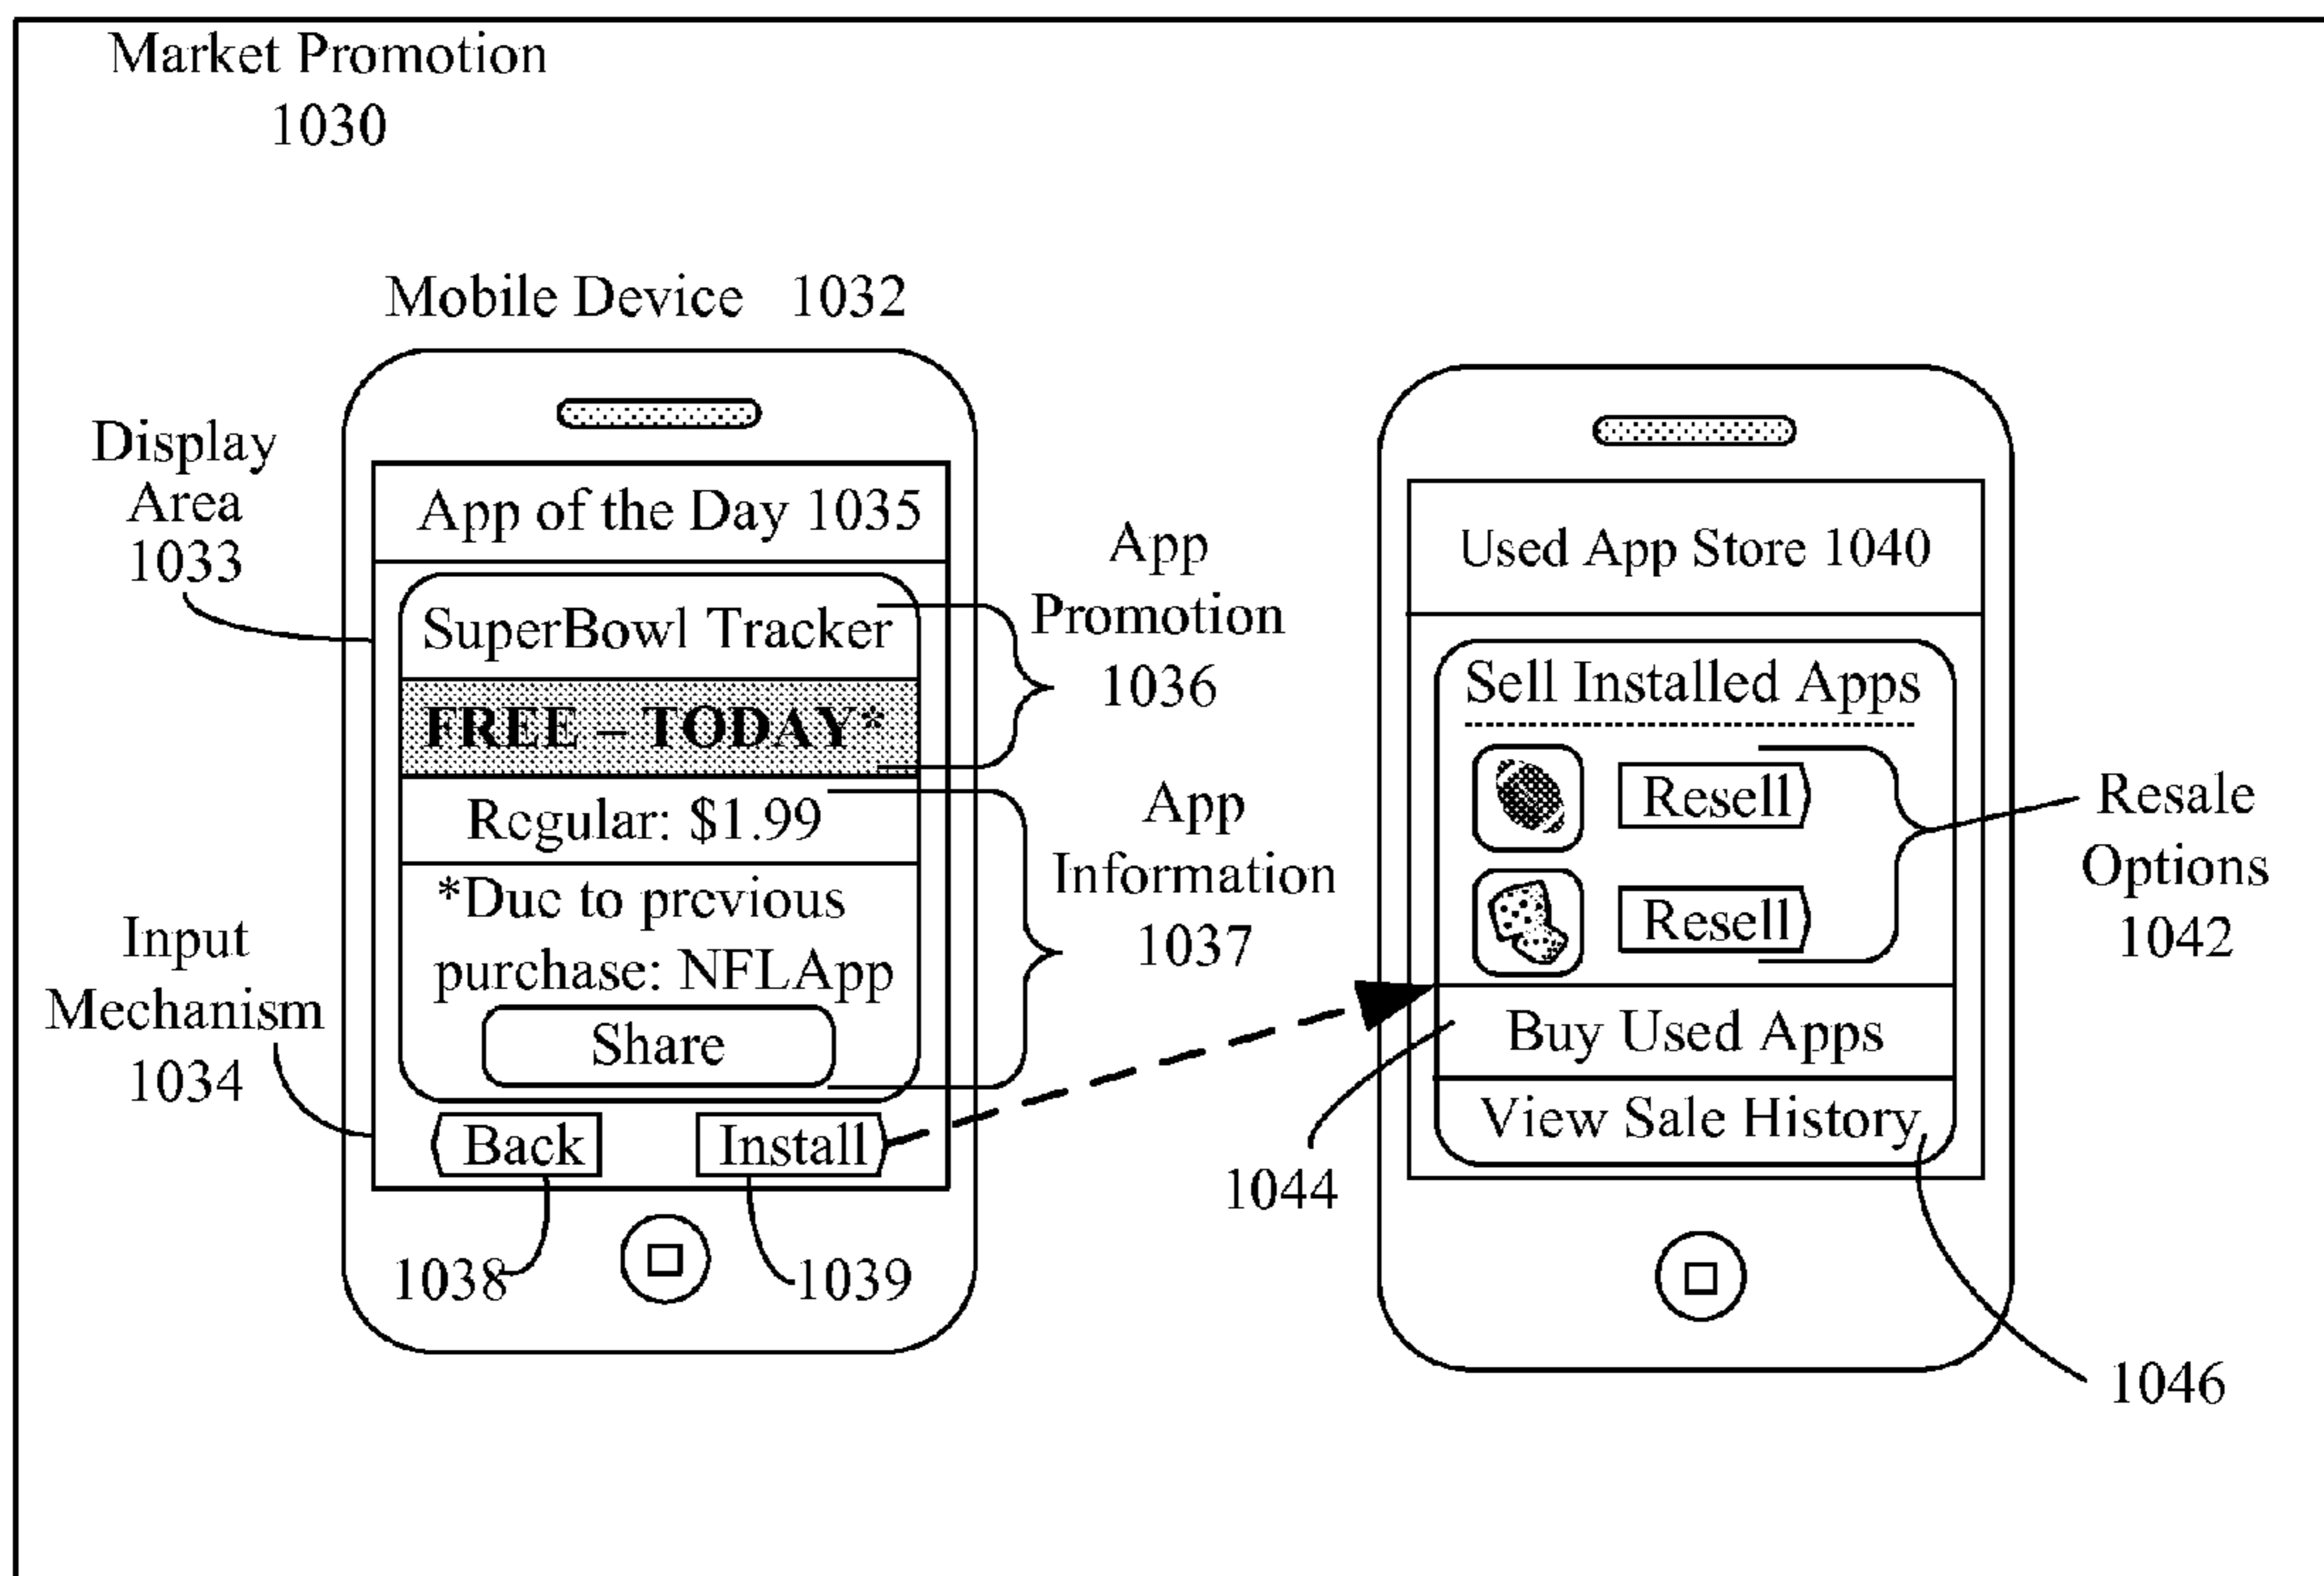 Market Promotion
1030
Mobile Device 1032
Display
Area
1033
App of the Day 1035
SuperBowl Tracker
FREE – TODAY*
Regular: $1.99
*Due to previous
purchase: NFLApp
Share
Back
Install
Input
Mechanism
1034
1038
1039
App
Promotion
1036
App
Information
1037
Used App Store 1040
Sell Installed Apps
Resell
Resell
Buy Used Apps
View Sale History
Resale
Options
1042
1044
1046